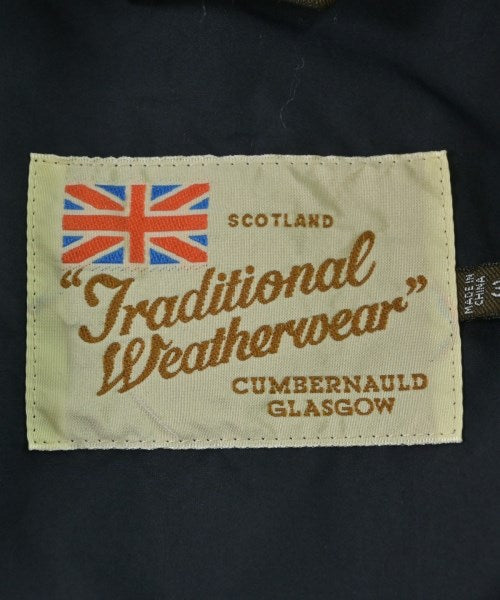 SCOTLAND
"Traditional
Weatherwear"
CUMBERNAULD
GLASGOW
MADE IN
CHINA